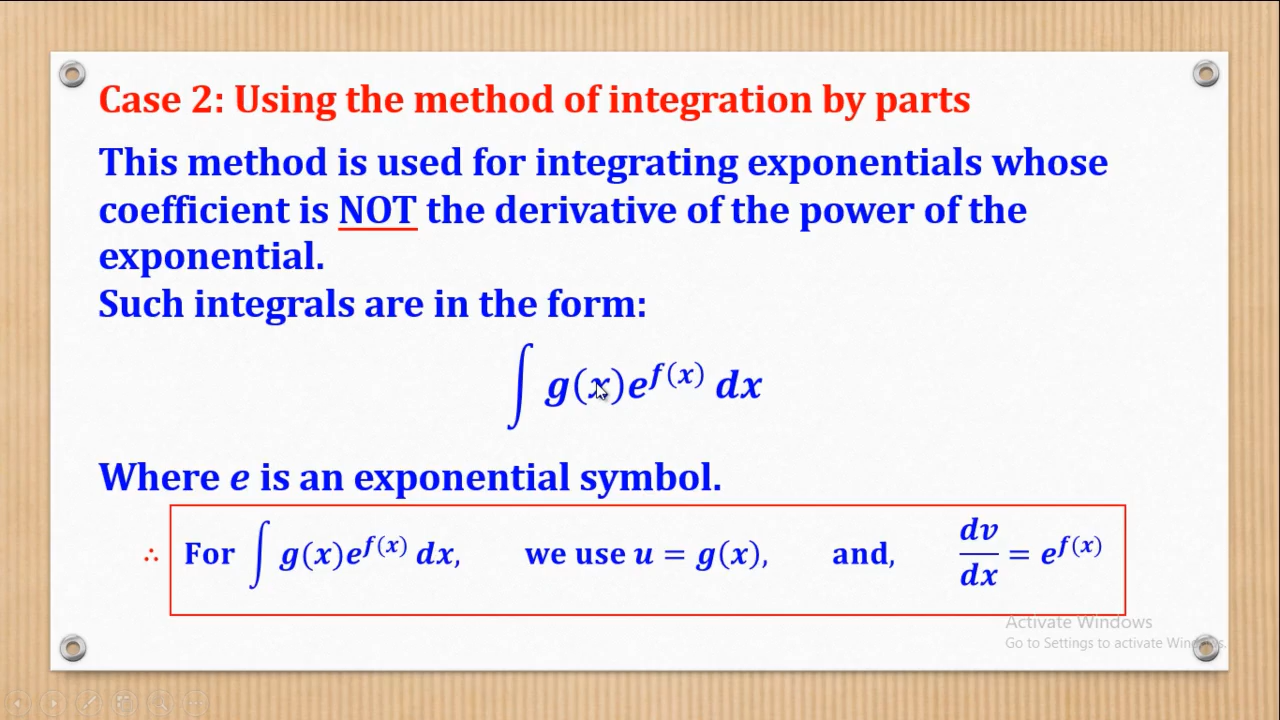 Case 2: Using the method of integration by parts
This method is used for integrating exponentials whose
coefficient is NOT the derivative of the power of the
exponential.
Such integrals are in the form:
∫ g(x)e^{f(x)} dx
Where e is an exponential symbol.
∴ For ∫ g(x)e^{f(x)} dx, we use u = g(x), and, dv/dx = e^{f(x)}
Activate Windows
Go to Settings to activate Windows.